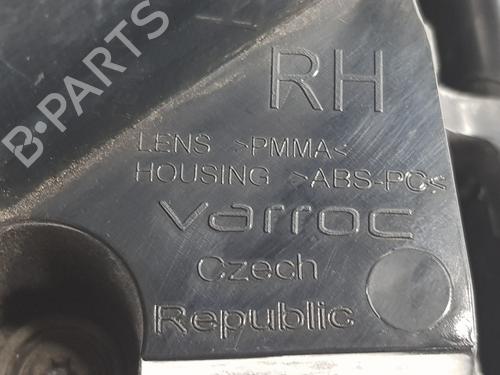 B-PARTS
RH
LENS >PMMA<
HOUSING >ABS-PC<
varroc
Czech
Republic